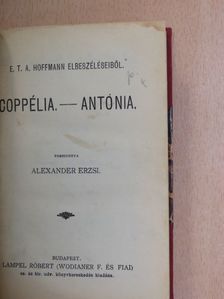 E. T. A. HOFFMANN ELBESZÉLÉSEIBŐL.
COPPÉLIA. — ANTÓNIA.
FORDITOTTA
ALEXANDER ERZSI.
BUDAPEST.
LAMPEL RÓBERT (WODIANER F. ÉS FIAI)
cs. és kir. udv. könyvkereskedés kiadása.